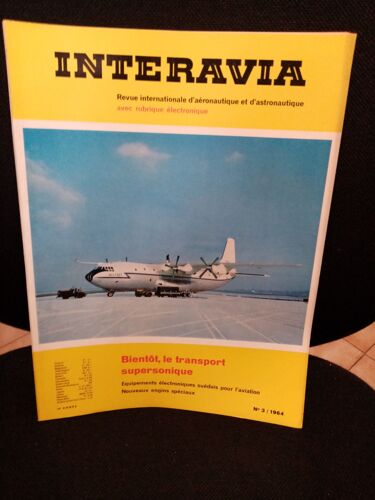 INTERAVIA
Revue internationale d'aéronautique et d'astronautique
avec rubrique électronique
Bientôt, le transport
supersonique
Equipements électroniques suédois pour l'aviation
Nouveaux engins spéciaux
N° 3 / 1964